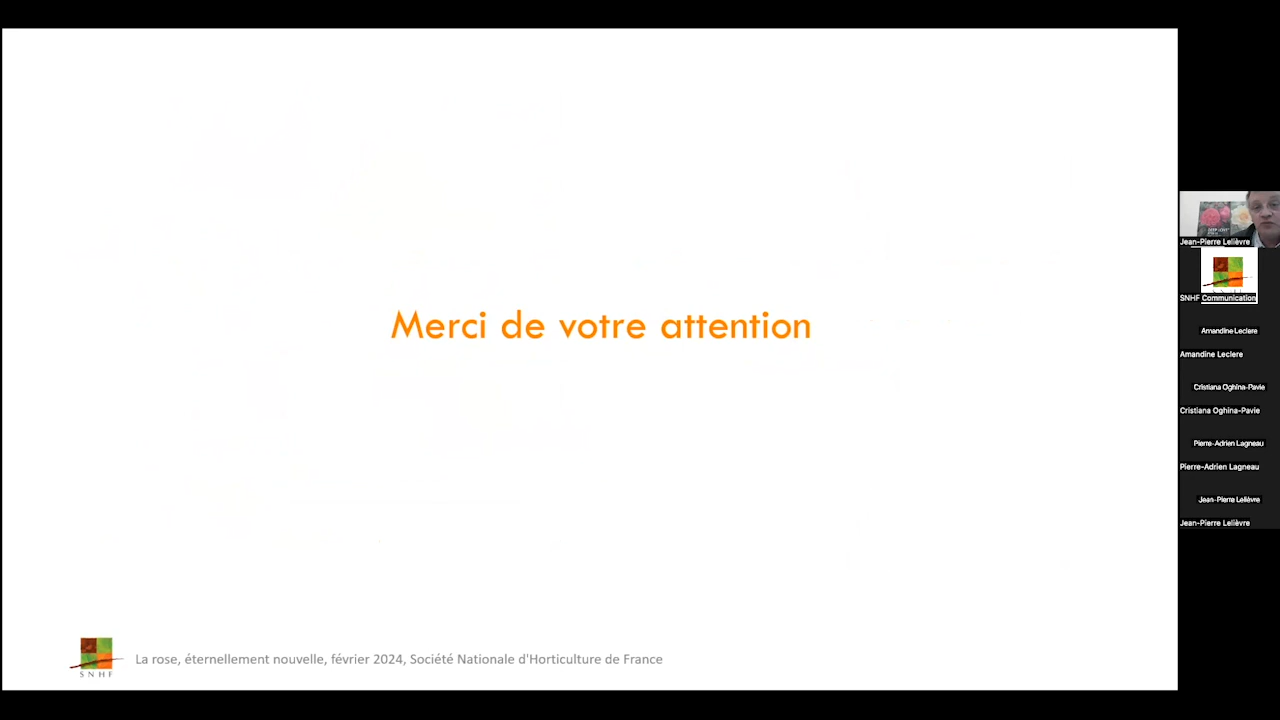 Merci de votre attention
SNHF
La rose, éternellement nouvelle, février 2024, Société Nationale d'Horticulture de France
Jean-Pierre Lelièvre
SNHF Communication
Amandine Leclere
Amandine Leclere
Cristiana Oghina-Pavie
Cristiana Oghina-Pavie
Pierre-Adrien Lagneau
Pierre-Adrien Lagneau
Jean-Pierre Lelièvre
Jean-Pierre Lelièvre